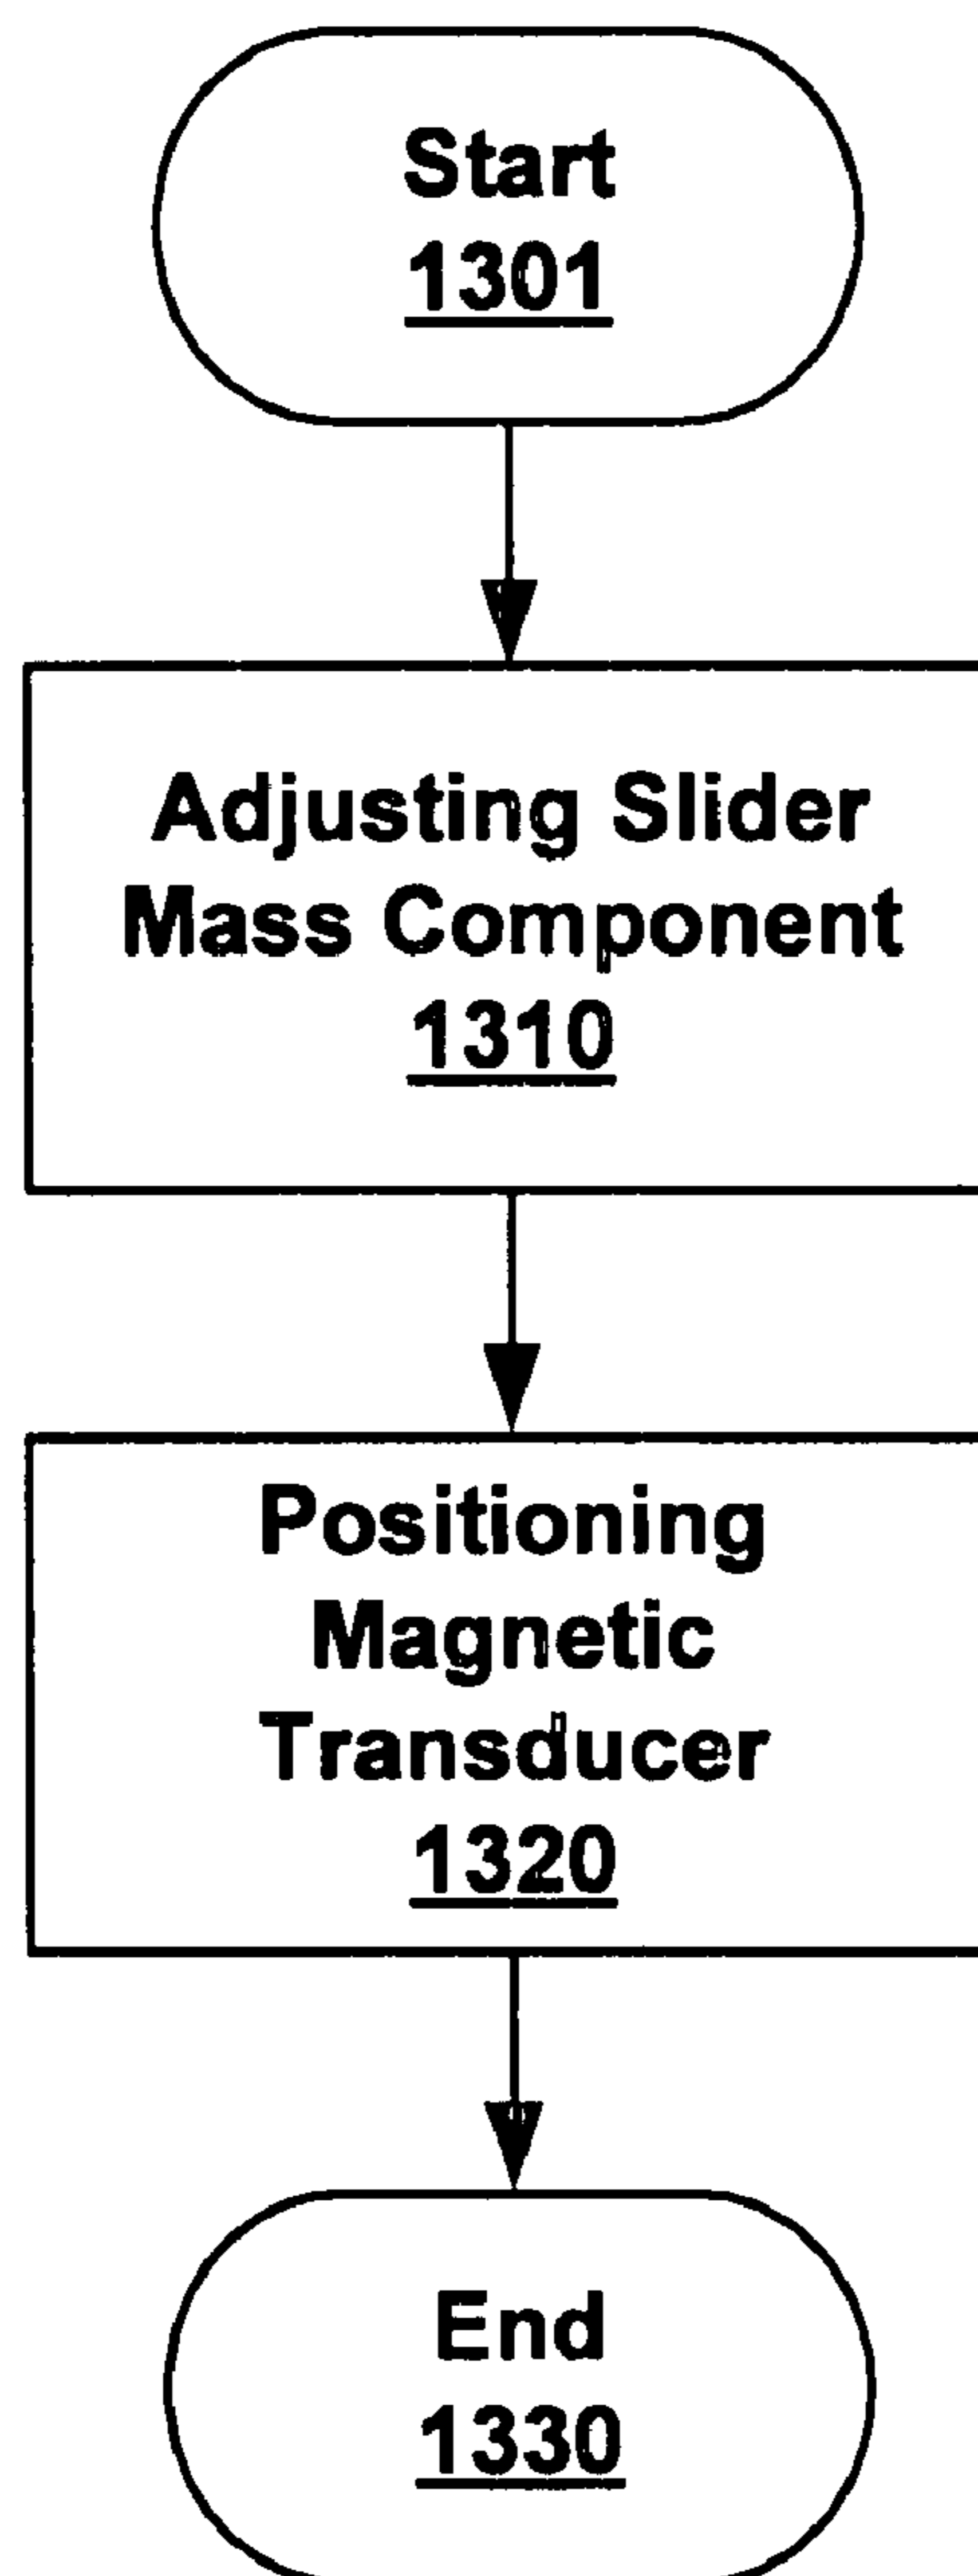 Start
1301
Adjusting Slider
Mass Component
1310
Positioning
Magnetic
Transducer
1320
End
1330